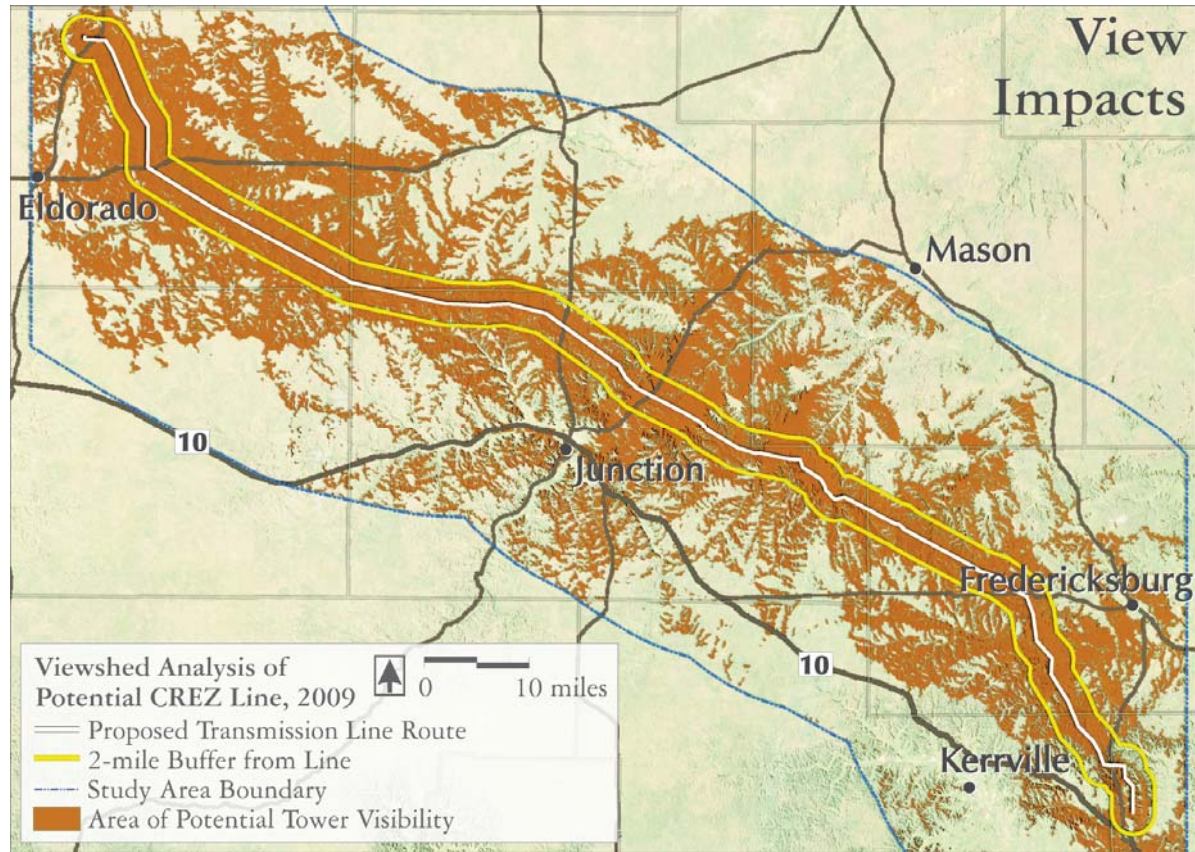 View
Impacts
Eldorado
Mason
10
Junction
Fredericksburg
10
Kerrville
Viewshed Analysis of
Potential CREZ Line, 2009
0 10 miles
Proposed Transmission Line Route
2-mile Buffer from Line
Study Area Boundary
Area of Potential Tower Visibility